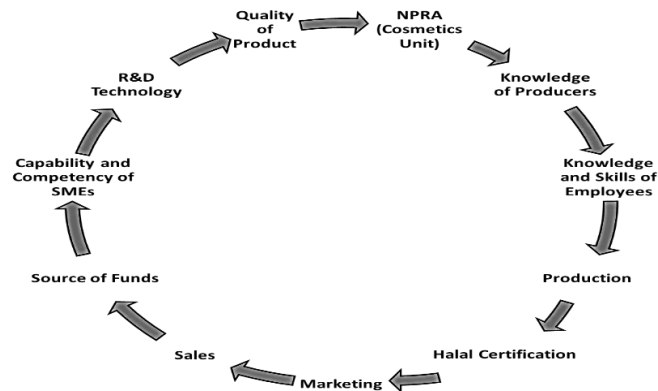 Quality
of
Product
NPRA
(Cosmetics
Unit)
Knowledge
of Producers
Knowledge
and Skills of
Employees
Production
Halal Certification
Marketing
Sales
Source of Funds
Capability and
Competency of
SMEs
R&D
Technology